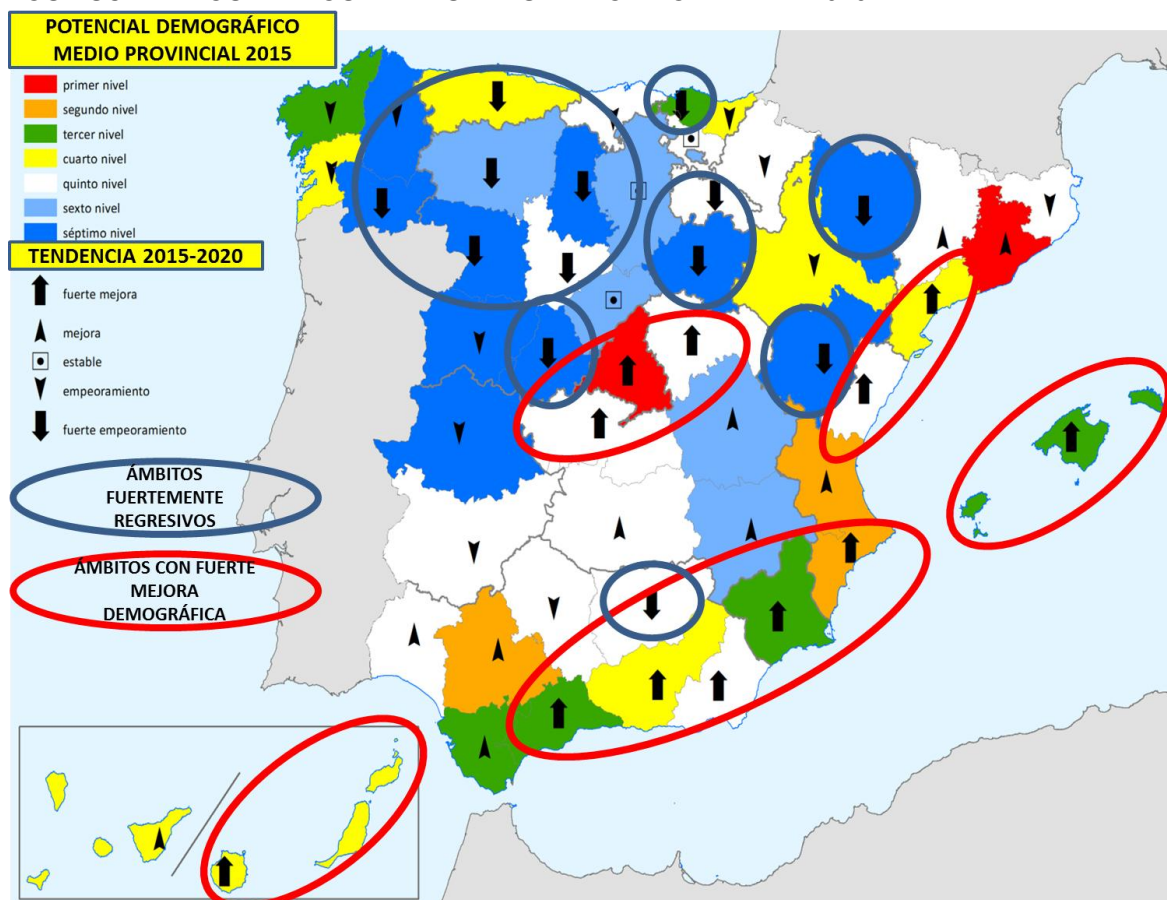 POTENCIAL DEMOGRÁFICO
MEDIO PROVINCIAL 2015
primer nivel
segundo nivel
tercer nivel
cuarto nivel
quinto nivel
sexto nivel
séptimo nivel
TENDENCIA 2015-2020
fuerte mejora
mejora
estable
empeoramiento
fuerte empeoramiento
ÁMBITOS
FUERTEMENTE
REGRESIVOS
ÁMBITOS CON FUERTE
MEJORA
DEMOGRÁFICA